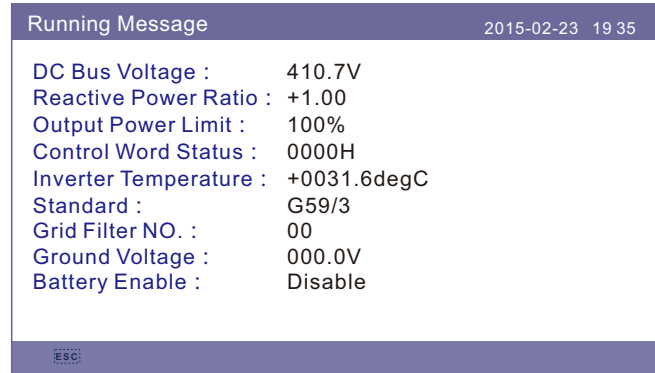 Running Message 2015-02-23 19 35
DC Bus Voltage : 410.7V
Reactive Power Ratio : +1.00
Output Power Limit : 100%
Control Word Status : 0000H
Inverter Temperature : +0031.6degC
Standard : G59/3
Grid Filter NO. : 00
Ground Voltage : 000.0V
Battery Enable : Disable
ESC